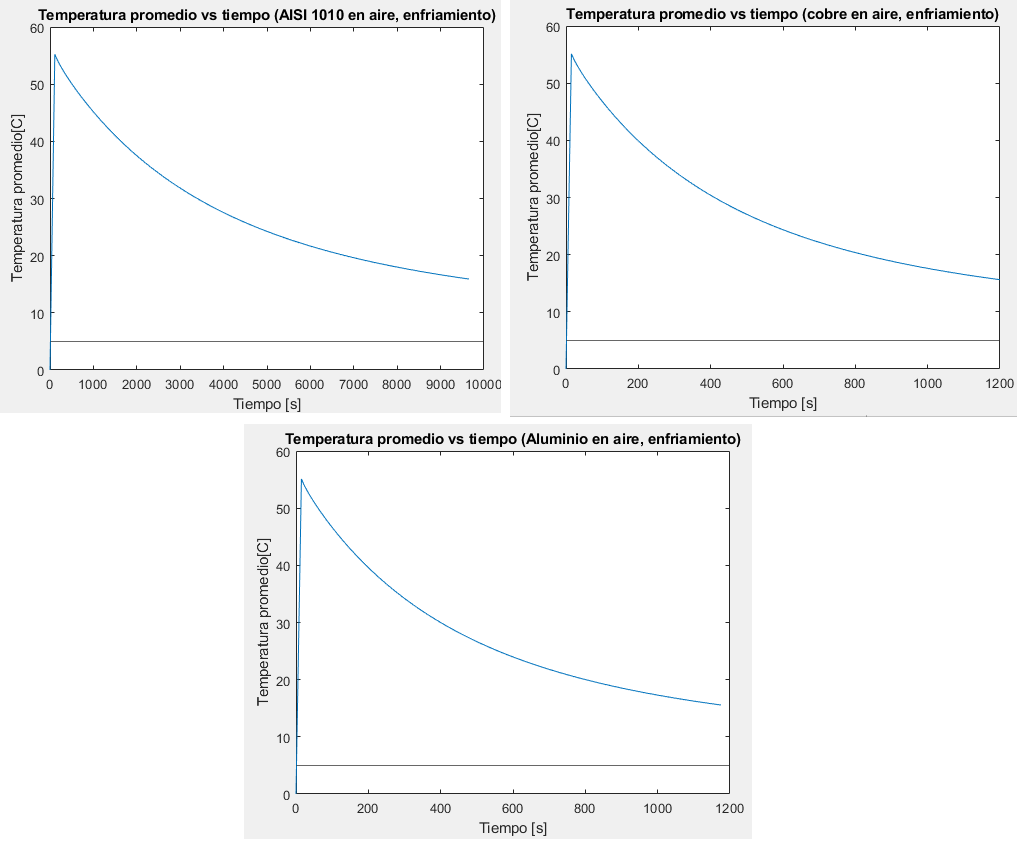 Temperatura promedio vs tiempo (AISI 1010 en aire, enfriamiento)
60
50
40
30
20
10
0
Temperatura promedio[C]
0 1000 2000 3000 4000 5000 6000 7000 8000 9000 10000
Tiempo [s]
Temperatura promedio vs tiempo (cobre en aire, enfriamiento)
60
50
40
30
20
10
0
Temperatura promedio[C]
0 200 400 600 800 1000 1200
Tiempo [s]
Temperatura promedio vs tiempo (Aluminio en aire, enfriamiento)
60
50
40
30
20
10
0
Temperatura promedio[C]
0 200 400 600 800 1000 1200
Tiempo [s]